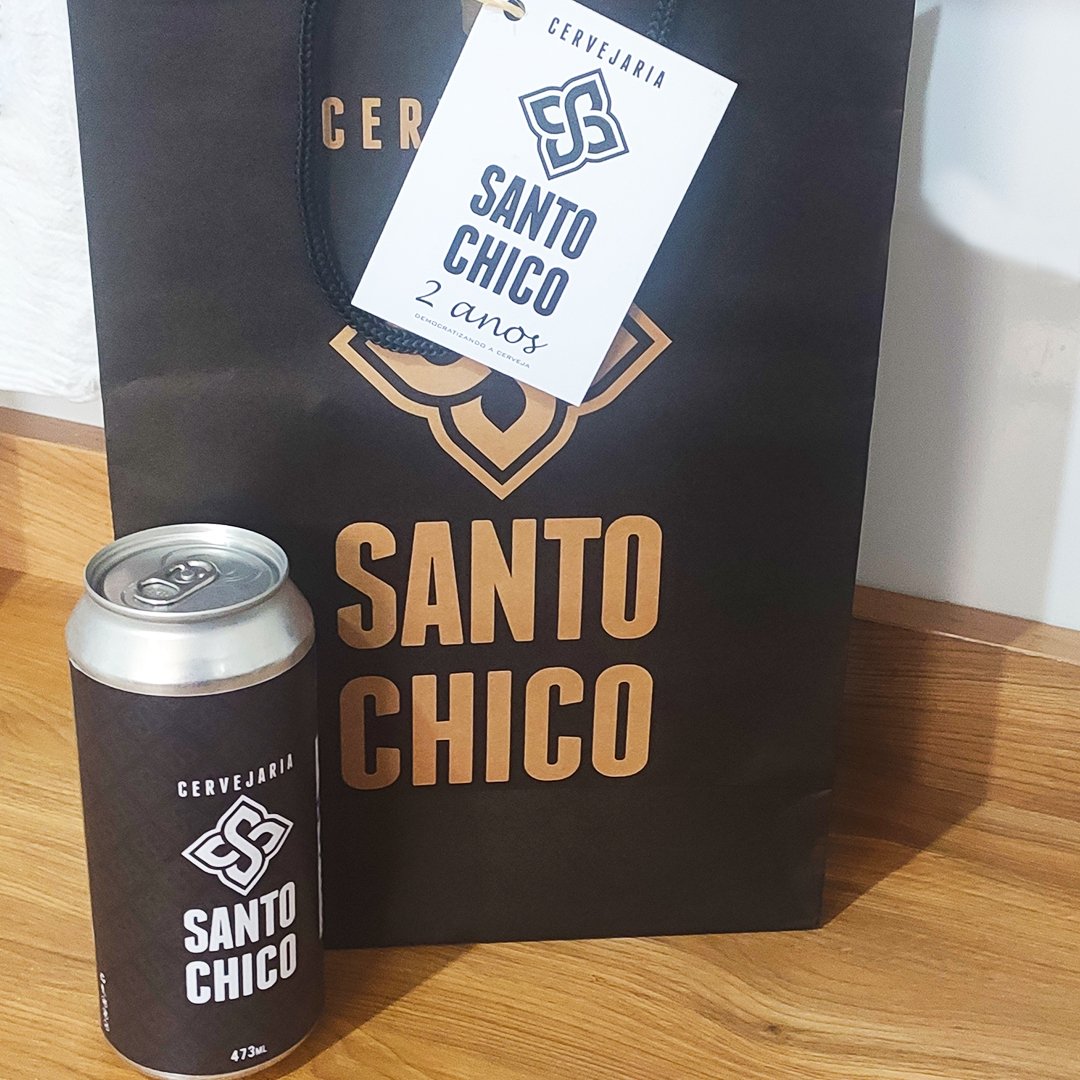 CERVEJARIA
SANTO
CHICO
2 anos
DEMOCRATIZANDO A CERVEJA
CER
SANTO
CHICO
CERVEJARIA
SANTO
CHICO
473ML